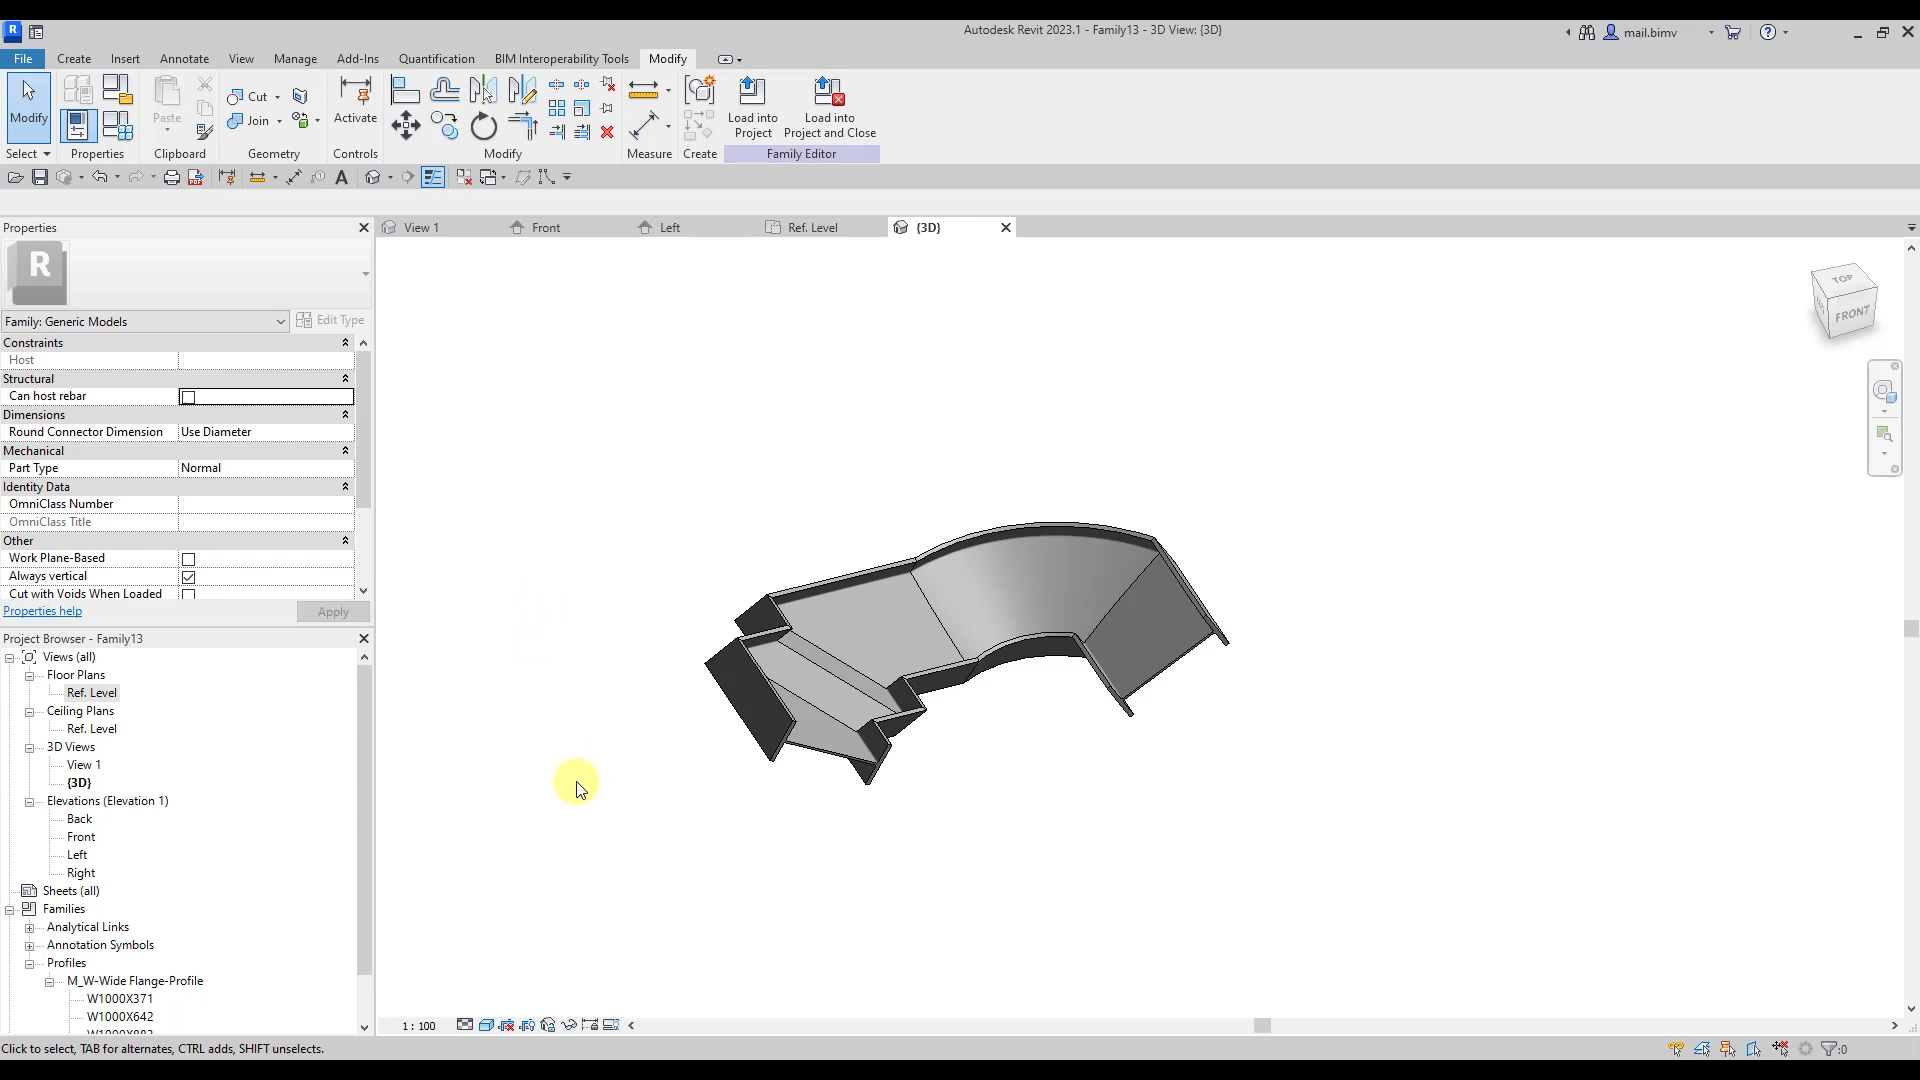 Autodesk Revit 2023.1 - Family13 - 3D View: {3D}
mail.bimv
File Create Insert Annotate View Manage Add-Ins Quantification BIM Interoperability Tools Modify
Modify
Paste
Cut
Join
Activate
Load into
Project
Load into
Project and Close
Select Properties Clipboard Geometry Controls Modify Measure Create Family Editor
Properties
View 1 Front Left Ref. Level {3D}
R
Family: Generic Models Edit Type
Constraints
Host
Structural
Can host rebar
Dimensions
Round Connector Dimension Use Diameter
Mechanical
Part Type Normal
Identity Data
OmniClass Number
OmniClass Title
Other
Work Plane-Based
Always vertical
Cut with Voids When Loaded
Properties help Apply
Project Browser - Family13
Views (all)
Floor Plans
Ref. Level
Ceiling Plans
Ref. Level
3D Views
View 1
{3D}
Elevations (Elevation 1)
Back
Front
Left
Right
Sheets (all)
Families
Analytical Links
Annotation Symbols
Profiles
M_W-Wide Flange-Profile
W1000X371
W1000X642
W1000X883
TOP
FRONT
1 : 100
Click to select, TAB for alternates, CTRL adds, SHIFT unselects.
:0